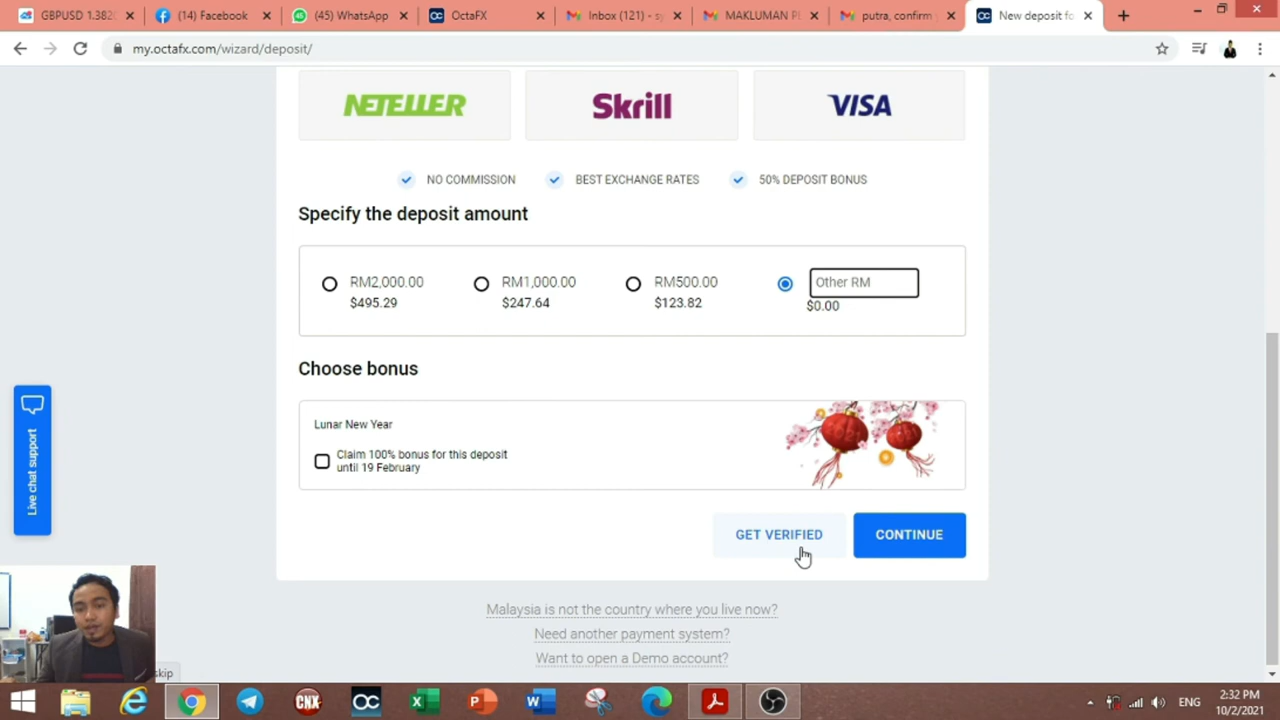 GBPUSD 1.382
(14) Facebook
(45) WhatsApp
OctaFX
Inbox (121) - s
MAKLUMAN P
putra, confirm
New deposit fo
my.octafx.com/wizard/deposit/
NETELLER
Skrill
VISA
NO COMMISSION
BEST EXCHANGE RATES
50% DEPOSIT BONUS
Specify the deposit amount
RM2,000.00
$495.29
RM1,000.00
$247.64
RM500.00
$123.82
Other RM
$0.00
Choose bonus
Lunar New Year
Claim 100% bonus for this deposit
until 19 February
GET VERIFIED
CONTINUE
Live chat support
Malaysia is not the country where you live now?
Need another payment system?
Want to open a Demo account?
skip
CNX
ENG
2:32 PM
10/2/2021